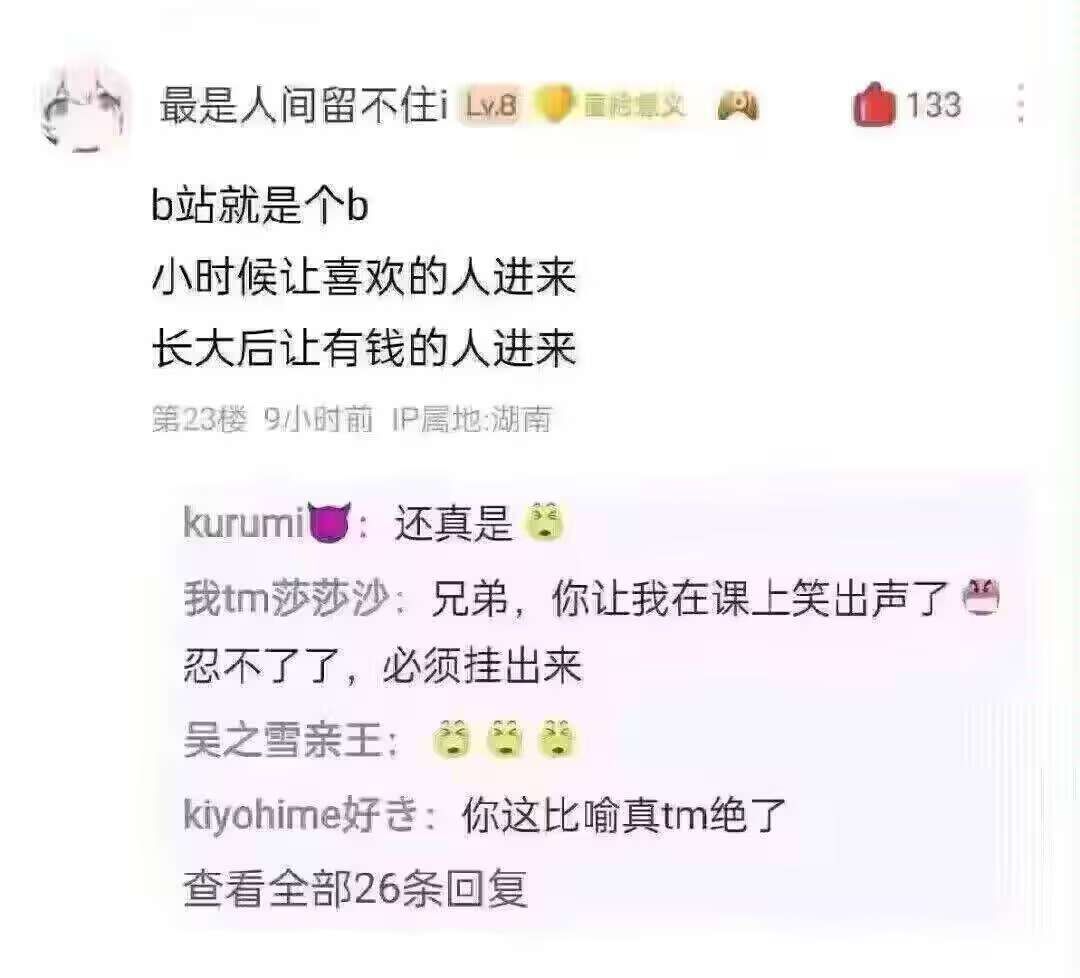 最是人间留不住i Lv.8 133
b站就是个b
小时候让喜欢的人进来
长大后让有钱的人进来
第23楼 9小时前 IP属地:湖南
kurumi😈：还真是
我tm莎莎沙：兄弟，你让我在课上笑出声了
忍不了了，必须挂出来
吴之雪亲王：
kiyohime好き：你这比喻真tm绝了
查看全部26条回复